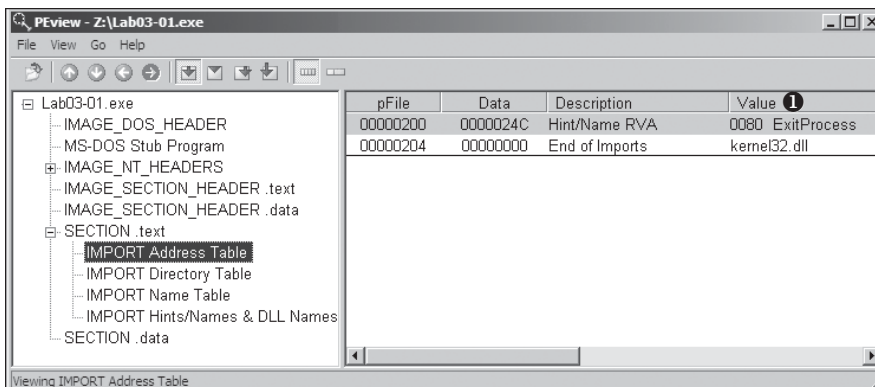 PEview - Z:\Lab03-01.exe
File View Go Help
Lab03-01.exe
IMAGE_DOS_HEADER
MS-DOS Stub Program
IMAGE_NT_HEADERS
IMAGE_SECTION_HEADER .text
IMAGE_SECTION_HEADER .data
SECTION .text
IMPORT Address Table
IMPORT Directory Table
IMPORT Name Table
IMPORT Hints/Names & DLL Names
SECTION .data
pFile Data Description Value 1
00000200 0000024C Hint/Name RVA 0080 ExitProcess
00000204 00000000 End of Imports kernel32.dll
Viewing IMPORT Address Table